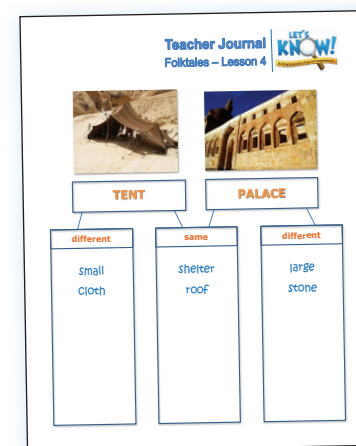 Teacher Journal
Folktales – Lesson 4
LET'S
KNOW!
TENT
PALACE
different
same
different
small
shelter
large
cloth
roof
stone